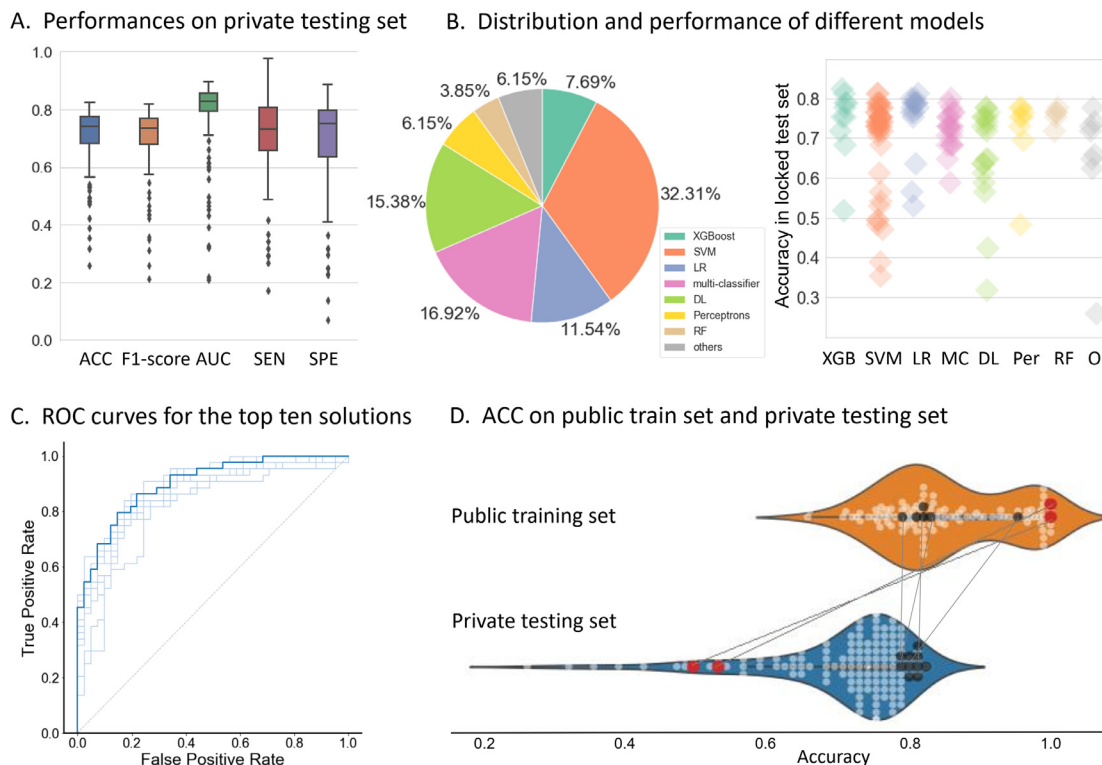 A. Performances on private testing set
1.0
0.8
0.6
0.4
0.2
0.0
ACC F1-score AUC SEN SPE
B. Distribution and performance of different models
6.15%
7.69%
3.85%
6.15%
15.38%
32.31%
16.92%
11.54%
XGBoost
SVM
LR
multi-classifier
DL
Perceptrons
RF
others
Accuracy in locked test set
0.8
0.7
0.6
0.5
0.4
0.3
XGB SVM LR MC DL Per RF O
C. ROC curves for the top ten solutions
True Positive Rate
1.0
0.8
0.6
0.4
0.2
0.0
0.0 0.2 0.4 0.6 0.8 1.0
False Positive Rate
D. ACC on public train set and private testing set
Public training set
Private testing set
0.2 0.4 0.6 0.8 1.0
Accuracy